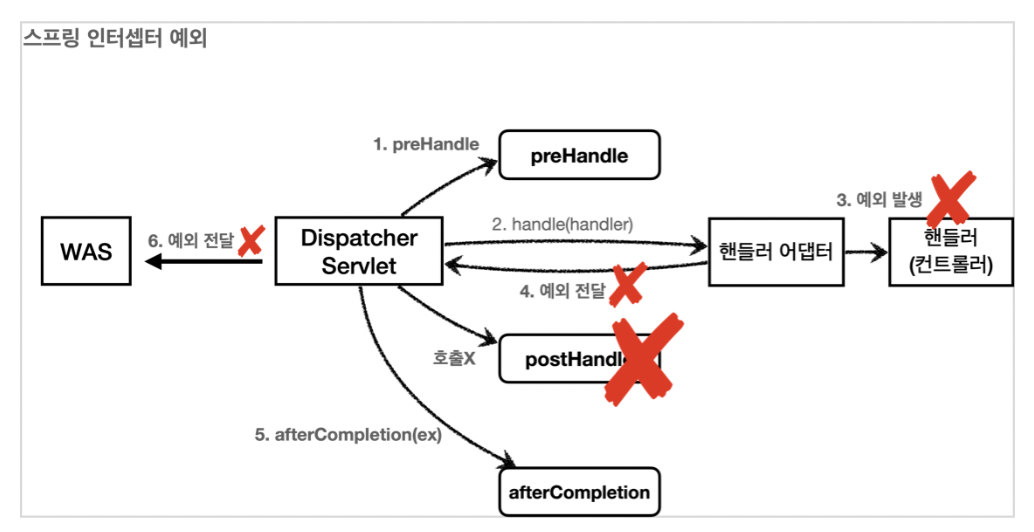 스프링 인터셉터 예외
1. preHandle
preHandle
3. 예외 발생
WAS
6. 예외 전달
Dispatcher
Servlet
2. handle(handler)
4. 예외 전달
핸들러 어댑터
핸들러
(컨트롤러)
호출X
postHandle
5. afterCompletion(ex)
afterCompletion